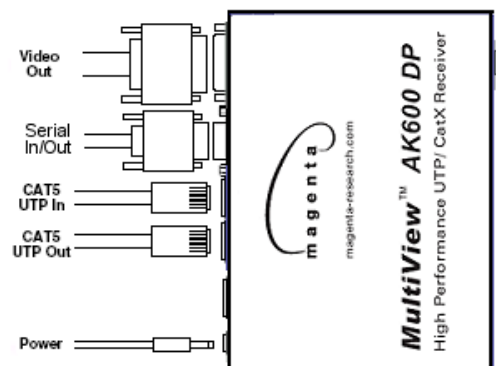 Video
Out
Serial
In/Out
CAT5
UTP In
CAT5
UTP Out
Power
magenta
magenta-research.com
MultiView™ AK600 DP
High Performance UTP/ CatX Receiver